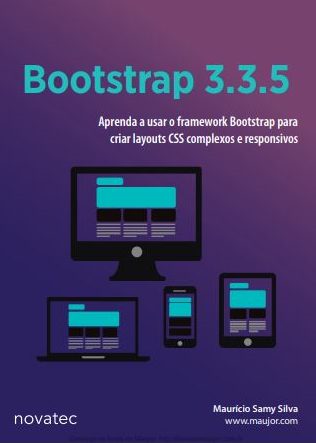 Bootstrap 3.3.5
Aprenda a usar o framework Bootstrap para
criar layouts CSS complexos e responsivos
novatec
Maurício Samy Silva
www.maujor.com